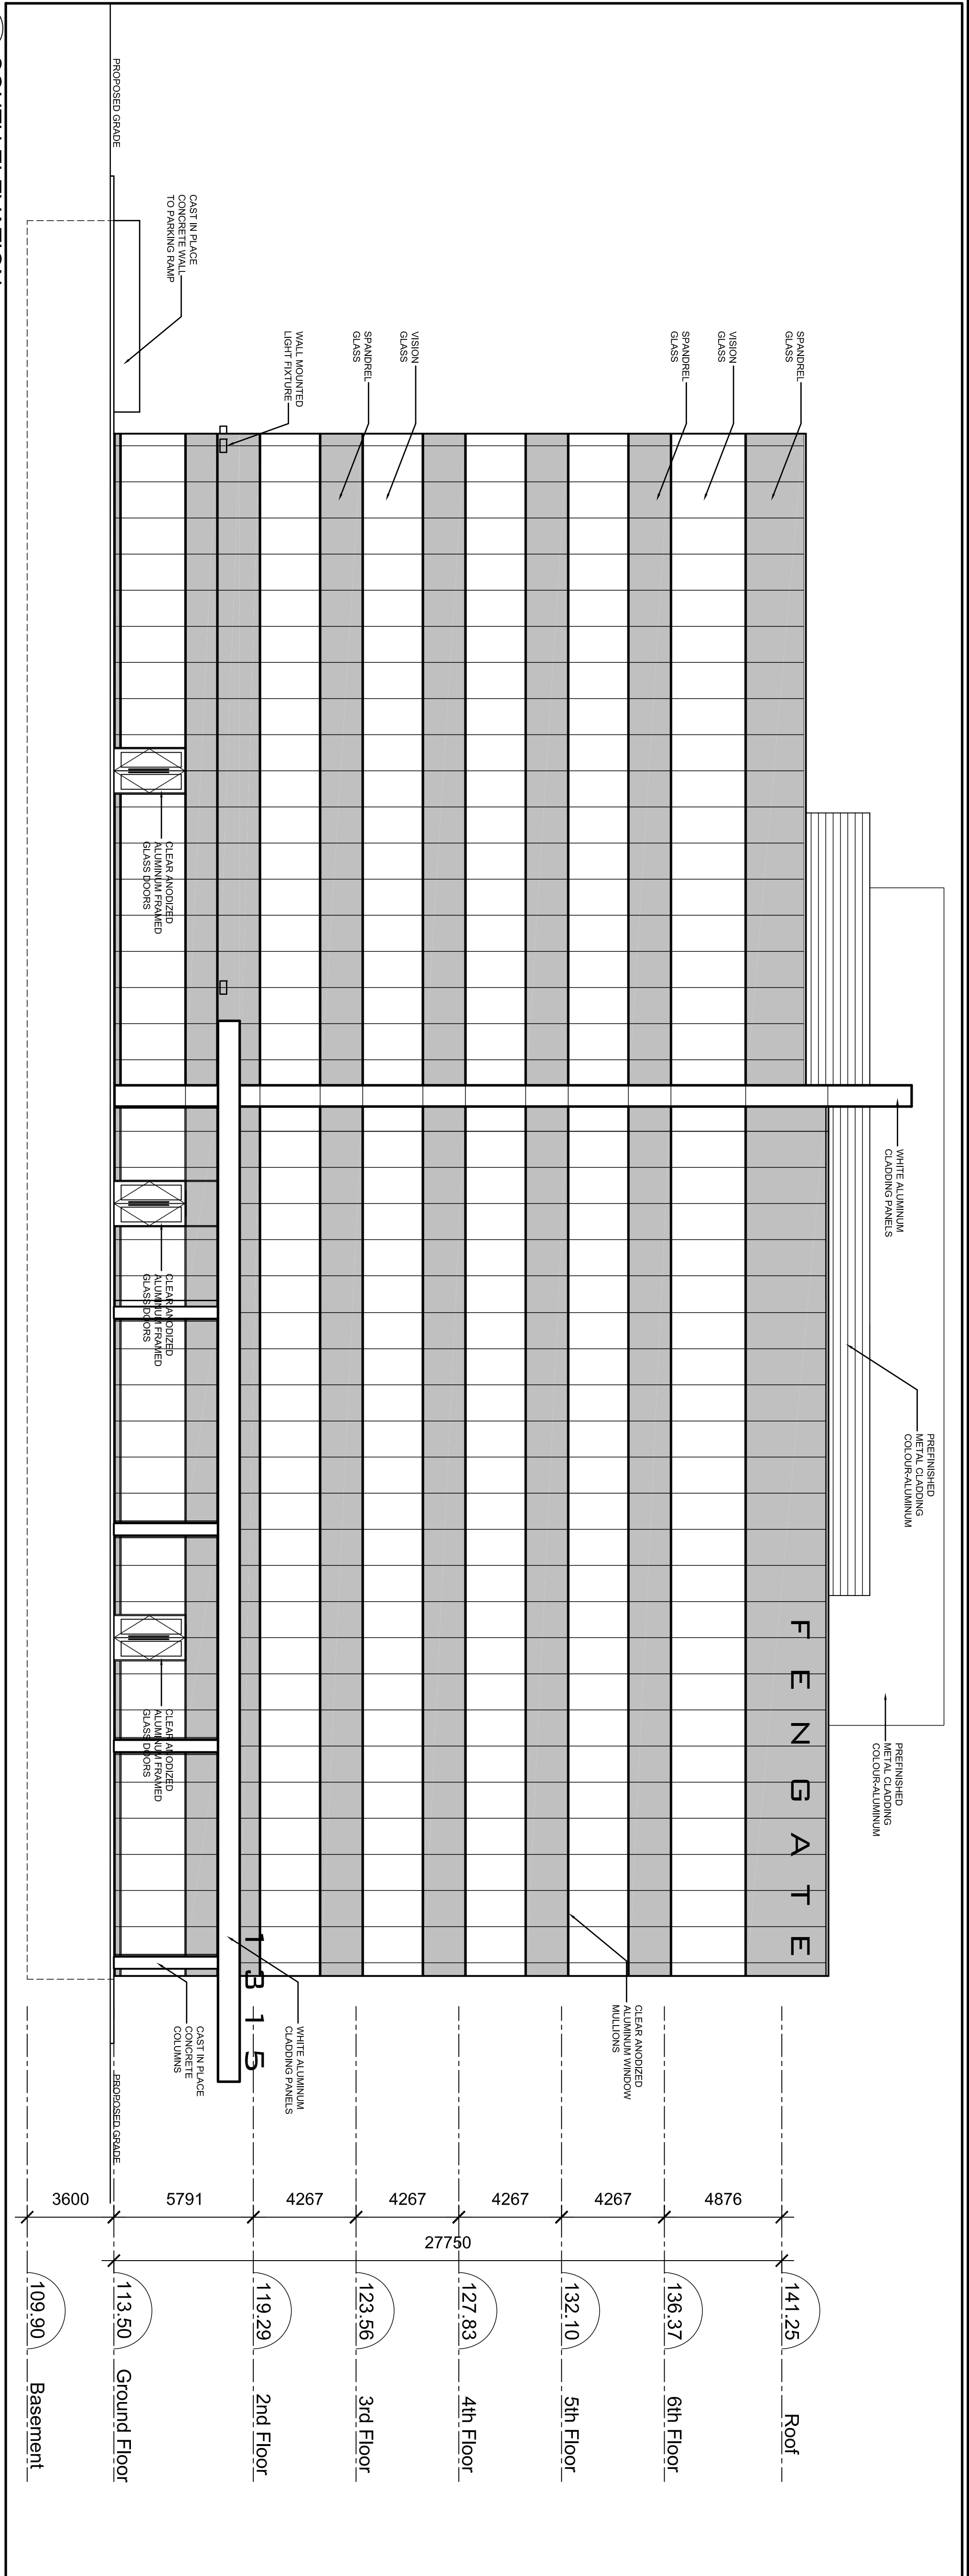 WHITE ALUMINUM
CLADDING PANELS
PREFINISHED
METAL CLADDING
COLOUR-ALUMINUM
PREFINISHED
METAL CLADDING
COLOUR-ALUMINUM
SPANDREL
GLASS
VISION
GLASS
SPANDREL
GLASS
FENGATE
CLEAR ANODIZED
ALUMINUM WINDOW
MULLIONS
VISION
GLASS
SPANDREL
GLASS
WALL MOUNTED
LIGHT FIXTURE
1315
WHITE ALUMINUM
CLADDING PANELS
CAST IN PLACE
CONCRETE WALL
TO PARKING RAMP
CLEAR ANODIZED
ALUMINUM FRAMED
GLASS DOORS
CLEAR ANODIZED
ALUMINUM FRAMED
GLASS DOORS
CLEAR ANODIZED
ALUMINUM FRAMED
GLASS DOORS
CAST IN PLACE
CONCRETE
COLUMNS
PROPOSED GRADE
PROPOSED GRADE
4876
4267
4267
4267
4267
5791
3600
27750
141.25 Roof
136.37 6th Floor
132.10 5th Floor
127.83 4th Floor
123.56 3rd Floor
119.29 2nd Floor
113.50 Ground Floor
109.90 Basement